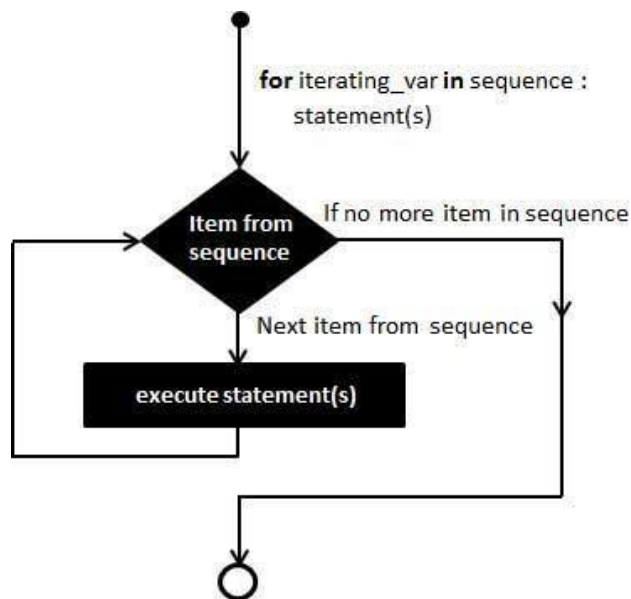 for iterating_var in sequence :
statement(s)
If no more item in sequence
Item from
sequence
Next item from sequence
execute statement(s)